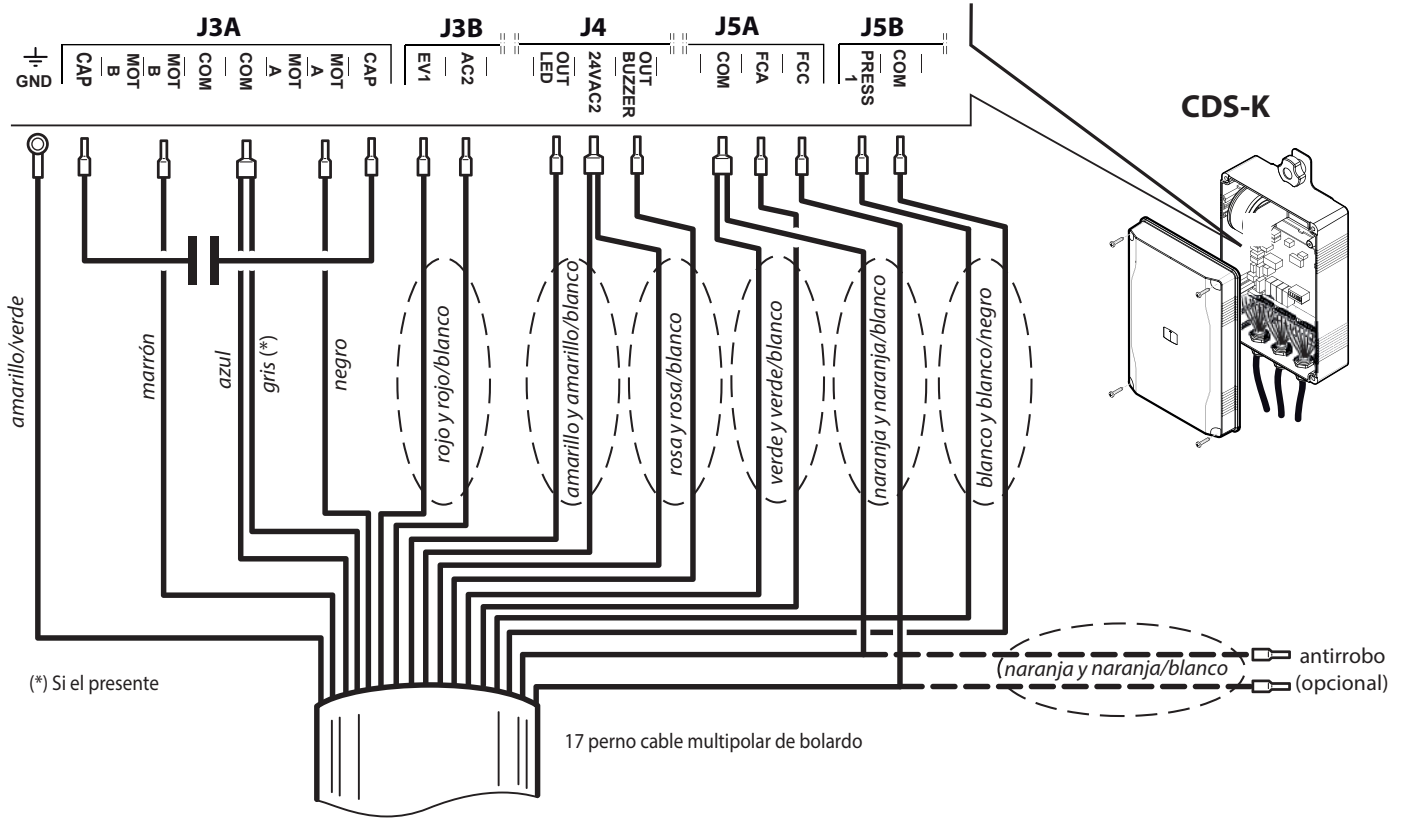 J3A
J3B
J4
J5A
J5B
GND
CAP
MOT
B
MOT
B
COM
COM
MOT
A
MOT
A
CAP
EV1
AC2
OUT
LED
24VAC2
OUT
BUZZER
COM
FCA
FCC
PRESS
1
COM
CDS-K
amarillo/verde
marrón
azul
gris (*)
negro
rojo y rojo/blanco
amarillo y amarillo/blanco
rosa y rosa/blanco
verde y verde/blanco
naranja y naranja/blanco
blanco y blanco/negro
naranja y naranja/blanco
antirrobo
(opcional)
(*) Si el presente
17 perno cable multipolar de bolardo